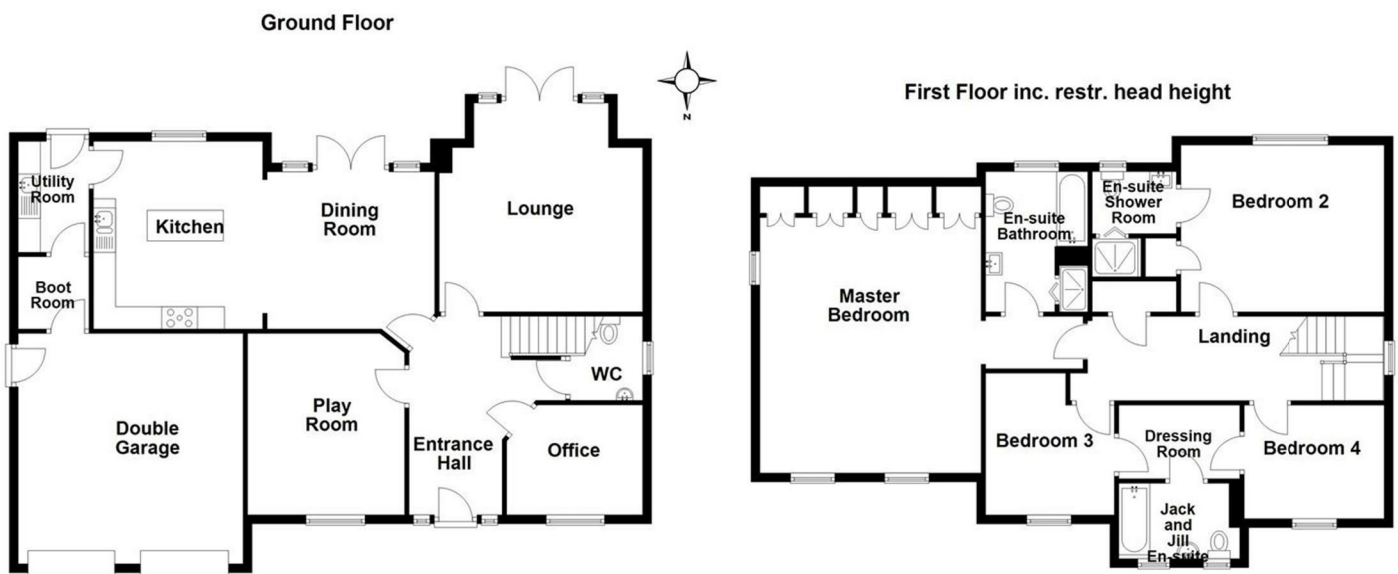 Ground Floor
Utility
Room
Kitchen
Dining
Room
Lounge
Boot
Room
Double
Garage
Play
Room
Entrance
Hall
WC
Office
N
First Floor inc. restr. head height
En-suite
Bathroom
En-suite
Shower
Room
Bedroom 2
Master
Bedroom
Landing
Bedroom 3
Dressing
Room
Bedroom 4
Jack
and
Jill
En-suite